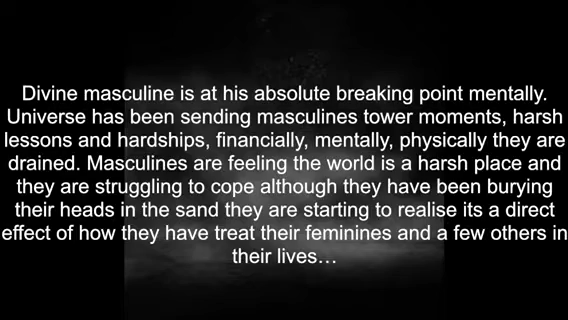 Divine masculine is at his absolute breaking point mentally.
Universe has been sending masculines tower moments, harsh
lessons and hardships, financially, mentally, physically they are
drained. Masculines are feeling the world is a harsh place and
they are struggling to cope although they have been burying
their heads in the sand they are starting to realise its a direct
effect of how they have treat their feminines and a few others in
their lives…